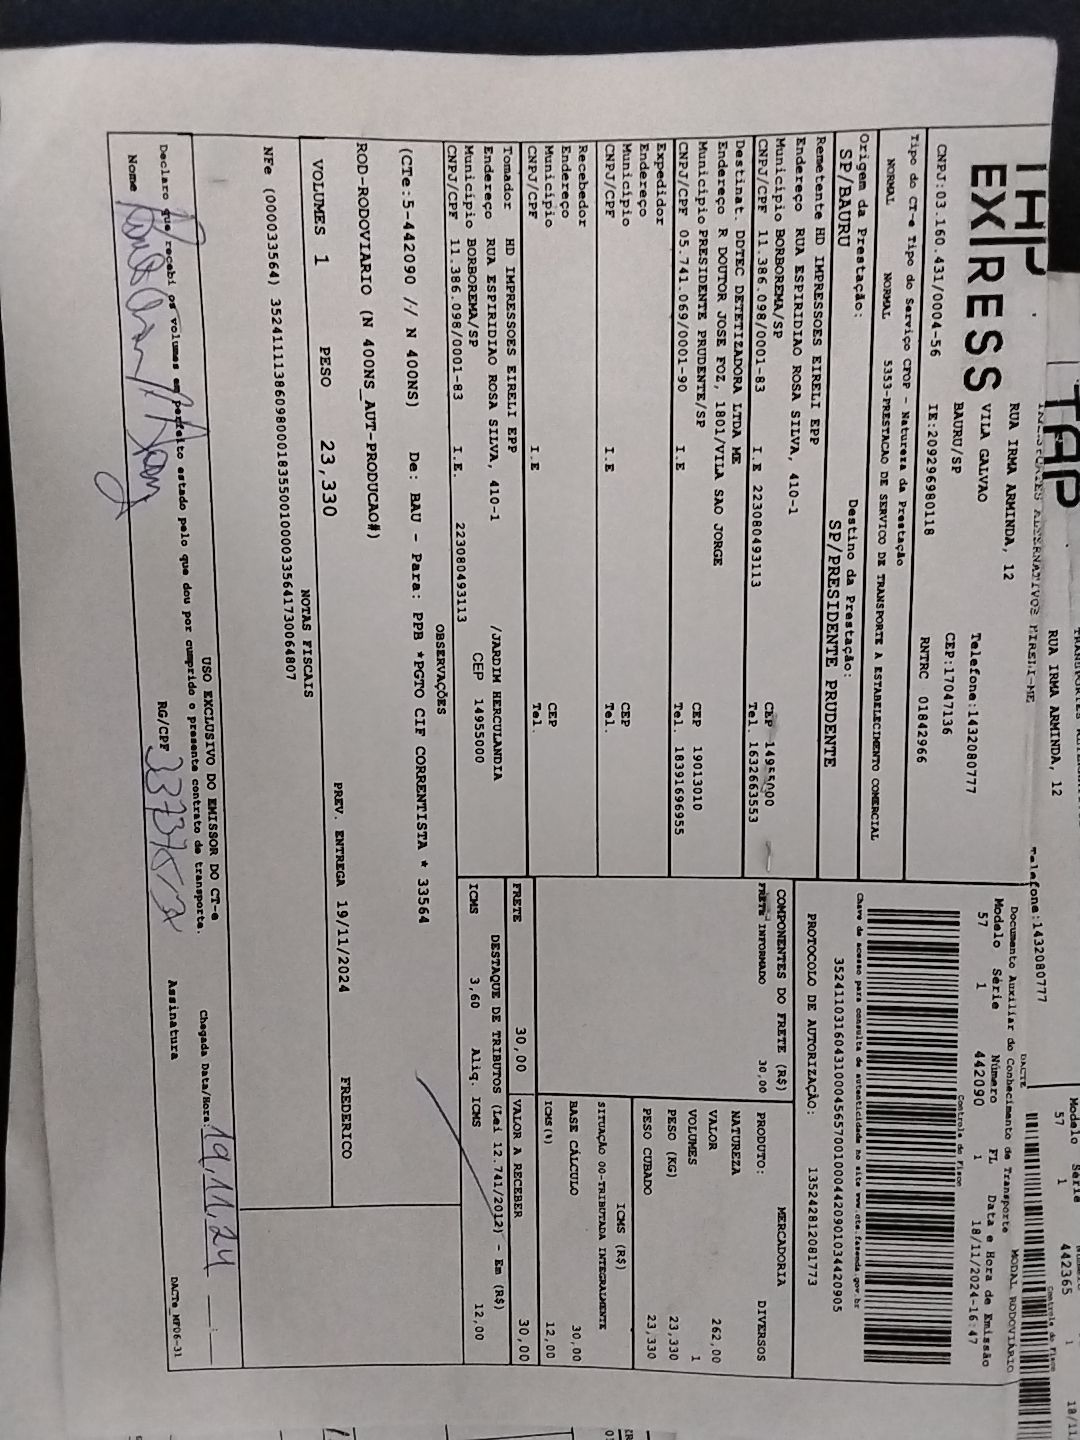 EXPRESS
TAP
TRANSPORTES ALTERNATIVOS EIRELI-ME
RUA IRMA ARMINDA, 12
RUA IRMA ARMINDA, 12
Telefone:1432080777
VILA GALVAO
Telefone:1432080777
BAURU/SP
CEP:17047136
CNPJ:03.160.431/0004-56
IE:209296980118
RNTRC 01842966
DACTE
Documento Auxiliar do Conhecimento de Transporte
MODAL RODOVIÁRIO
Modelo Série Número FL Data e Hora de Emissão
57 1 442090 1 18/11/2024-16:47
Modelo Série
57 1 442365 1 18/11
Controle do Fisco
Controle do Fisco
Tipo do CT-e Tipo do Serviço CFOP - Natureza da Prestação
NORMAL NORMAL 5353-PRESTACAO DE SERVICO DE TRANSPORTE A ESTABELECIMENTO COMERCIAL
Chave de acesso para consulta de autenticidade no site www.cte.fazenda.gov.br
35241103160431000456570010004420901034420905
PROTOCOLO DE AUTORIZAÇÃO: 135242812081773
Origem da Prestação: Destino da Prestação:
SP/BAURU SP/PRESIDENTE PRUDENTE
Remetente HD IMPRESSOES EIRELI EPP
Endereço RUA ESPIRIDIAO ROSA SILVA, 410-1
Município BORBOREMA/SP CEP 14955000
CNPJ/CPF 11.386.098/0001-83 I.E 223080493113 Tel. 1632663553
Destinat. DDTEC DETETIZADORA LTDA ME
Endereço R DOUTOR JOSE FOZ, 1801/VILA SAO JORGE
Município PRESIDENTE PRUDENTE/SP CEP 19013010
CNPJ/CPF 05.741.069/0001-90 I.E Tel. 18391696955
Expedidor
Endereço
Município CEP
CNPJ/CPF I.E Tel.
Recebedor
Endereço
Município CEP
CNPJ/CPF I.E Tel.
Tomador HD IMPRESSOES EIRELI EPP
Endereço RUA ESPIRIDIAO ROSA SILVA, 410-1 /JARDIM HERCULANDIA
Município BORBOREMA/SP CEP 14955000
CNPJ/CPF 11.386.098/0001-83 I.E. 223080493113
COMPONENTES DO FRETE (R$)
FRETE INFORMADO 30,00
PRODUTO: MERCADORIA DIVERSOS
NATUREZA
VALOR 262,00
VOLUMES 1
PESO (KG) 23,330
PESO CUBADO 23,330
ICMS (R$)
SITUAÇÃO 00-TRIBUTADA INTEGRALMENTE
BASE CÁLCULO 30,00
ICMS(%) 12,00
FRETE 30,00 VALOR A RECEBER 30,00
DESTAQUE DE TRIBUTOS (Lei 12.741/2012) - Em (R$)
ICMS 3,60 Aliq. ICMS 12,00
OBSERVAÇÕES
(CTe:5-442090 // N 400NS) De: BAU - Para: PPB *PGTO CIF CORRENTISTA * 33564
ROD-RODOVIARIO (N 400NS_AUT-PRODUCAO#)
VOLUMES 1 PESO 23,330 PREV. ENTREGA 19/11/2024 FREDERICO
NOTAS FISCAIS
NFe (000033564) 35241111386098000183550010000335641730064807
USO EXCLUSIVO DO EMISSOR DO CT-e
Declaro que recebi os volumes em perfeito estado pelo que dou por cumprido o presente contrato de transporte.
Chegada Data/Hora: 19/11/24
Nome RG/CPF Assinatura
DACTe_MF06-31